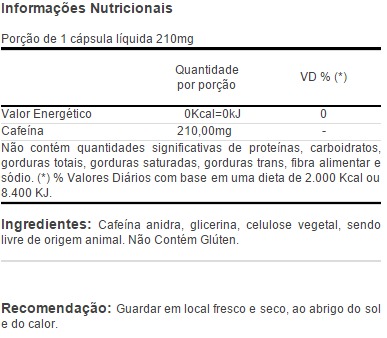 Informações Nutricionais
Porção de 1 cápsula líquida 210mg
Quantidade por porção VD % (*)
Valor Energético 0Kcal=0kJ 0
Cafeína 210,00mg -
Não contém quantidades significativas de proteínas, carboidratos,
gorduras totais, gorduras saturadas, gorduras trans, fibra alimentar e
sódio. (*) % Valores Diários com base em uma dieta de 2.000 Kcal ou
8.400 KJ.
Ingredientes: Cafeína anidra, glicerina, celulose vegetal, sendo
livre de origem animal. Não Contém Glúten.
Recomendação: Guardar em local fresco e seco, ao abrigo do sol
e do calor.